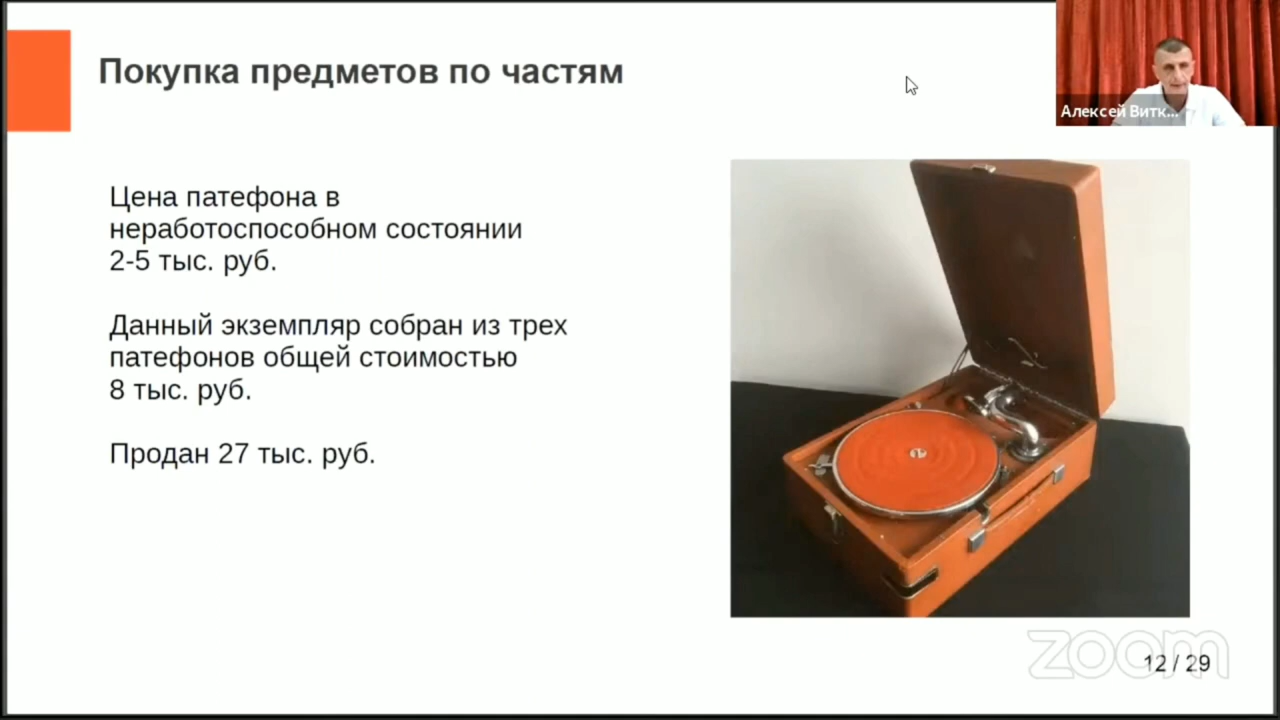 Покупка предметов по частям
Алексей Витк...
Цена патефона в
неработоспособном состоянии
2-5 тыс. руб.
Данный экземпляр собран из трех
патефонов общей стоимостью
8 тыс. руб.
Продан 27 тыс. руб.
zoom
12 / 29